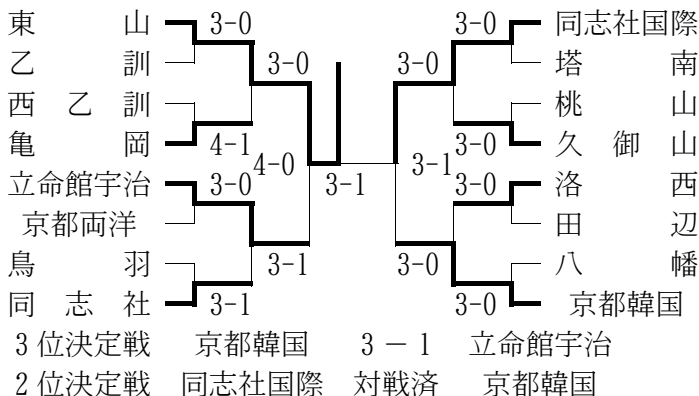 東山 3-0 3-0 同志社国際
乙訓 3-0 3-0 塔南
西乙訓 桃山
亀岡 4-1 3-0 久御山
4-0 3-1 3-1
立命館宇治 3-0 3-0 洛西
京都両洋 田辺
鳥羽 3-1 3-0 八幡
同志社 3-1 3-0 京都韓国
3位決定戦 京都韓国 3－1 立命館宇治
2位決定戦 同志社国際 対戦済 京都韓国